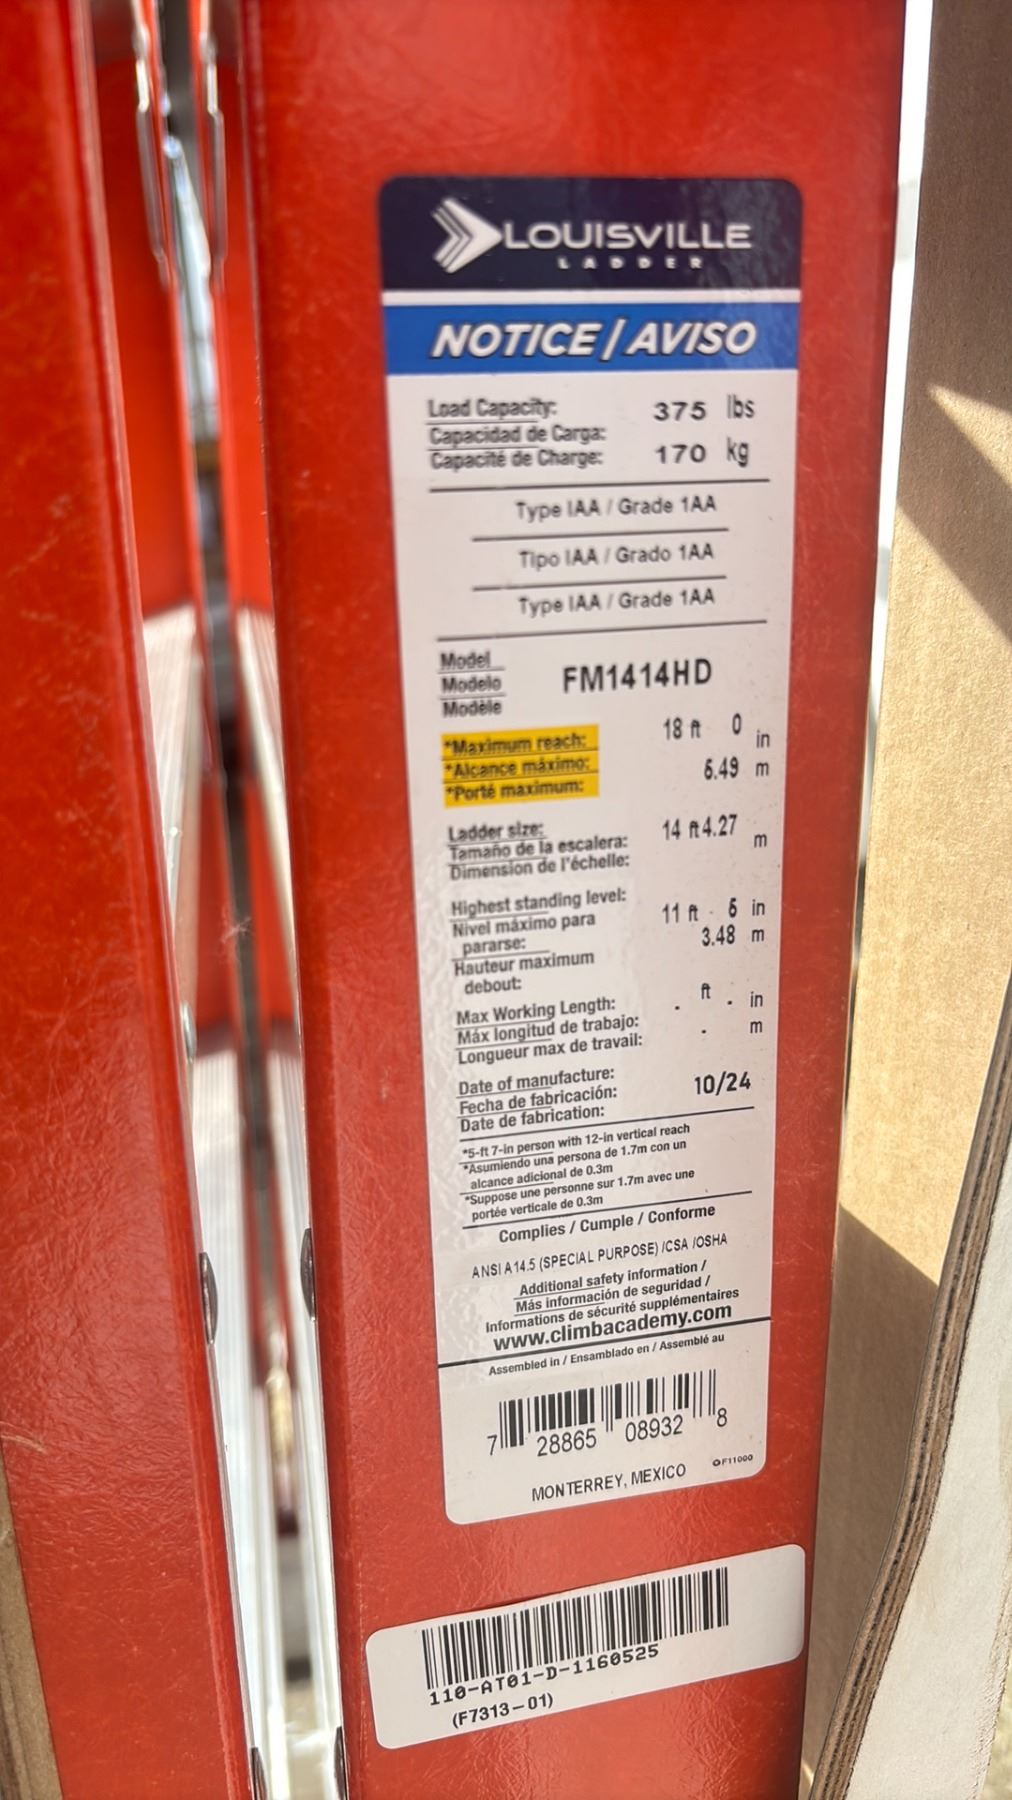 LOUISVILLE
LADDER
NOTICE / AVISO
Load Capacity: 375 lbs
Capacidad de Carga:
Capacité de Charge: 170 kg
Type IAA / Grade 1AA
Tipo IAA / Grado 1AA
Type IAA / Grade 1AA
Model
Modelo FM1414HD
Modèle
*Maximum reach: 18 ft 0 in
*Alcance máximo: 5.49 m
*Porté maximum:
Ladder size: 14 ft 4.27 m
Tamaño de la escalera:
Dimensión de l'échelle:
Highest standing level: 11 ft - 5 in
Nivel máximo para 3.48 m
pararse:
Hauteur maximum
debout:
Max Working Length: . ft . in
Máx longitud de trabajo: . m
Longueur max de travail:
Date of manufacture: 10/24
Fecha de fabricación:
Date de fabrication:
*5-ft 7-in person with 12-in vertical reach
*Asumiendo una persona de 1.7m con un
alcance adicional de 0.3m
*Suppose une personne sur 1.7m avec une
portée verticale de 0.3m
Complies / Cumple / Conforme
ANSI A14.5 (SPECIAL PURPOSE) /CSA /OSHA
Additional safety information /
Más información de seguridad /
Informations de sécurité supplémentaires
www.climbacademy.com
Assembled in / Ensamblado en / Assemblé au
7 28865 08932 8
MONTERREY, MEXICO
F11000
110-AT01-D-1160525
(F7313-01)